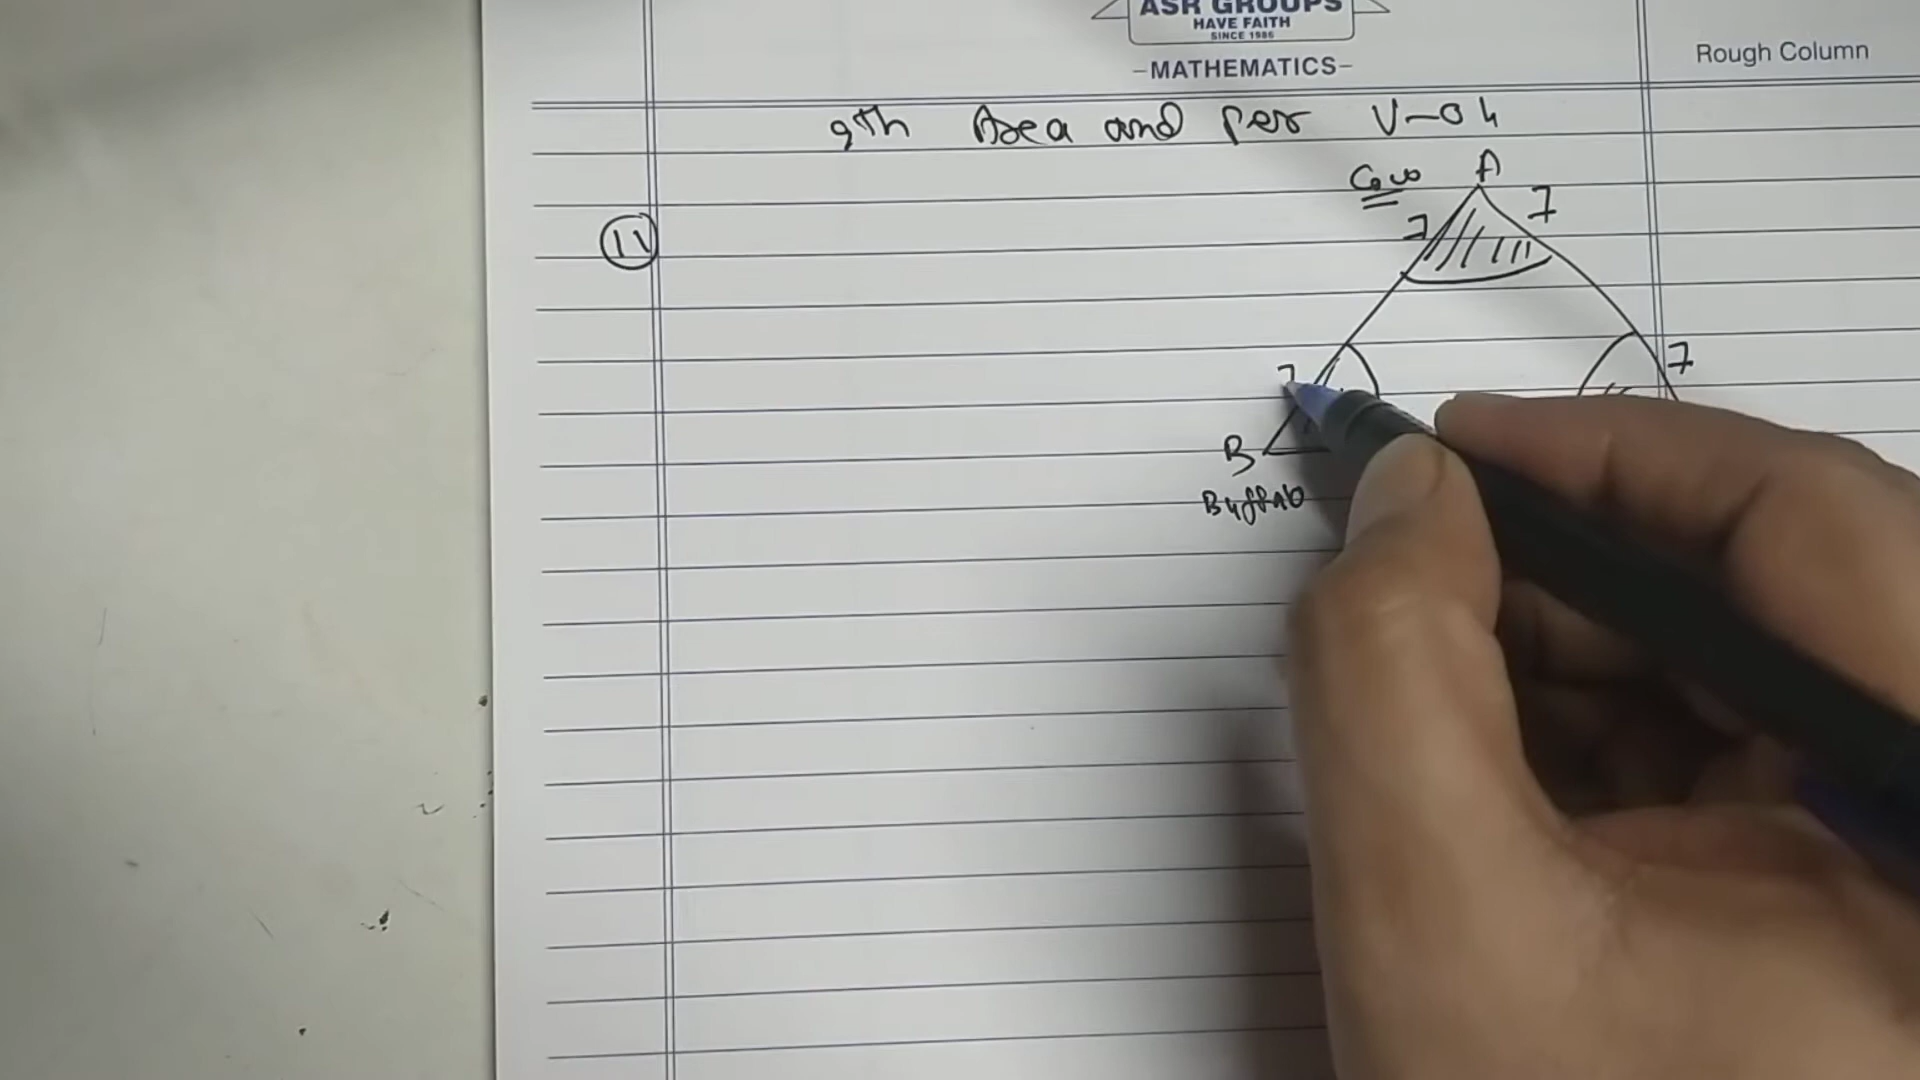 ASR GROUPS
HAVE FAITH
SINCE 1986
-MATHEMATICS-
Rough Column
9th Area and per V-04
11
Cow A
7 7
7 7
B
Buffalo